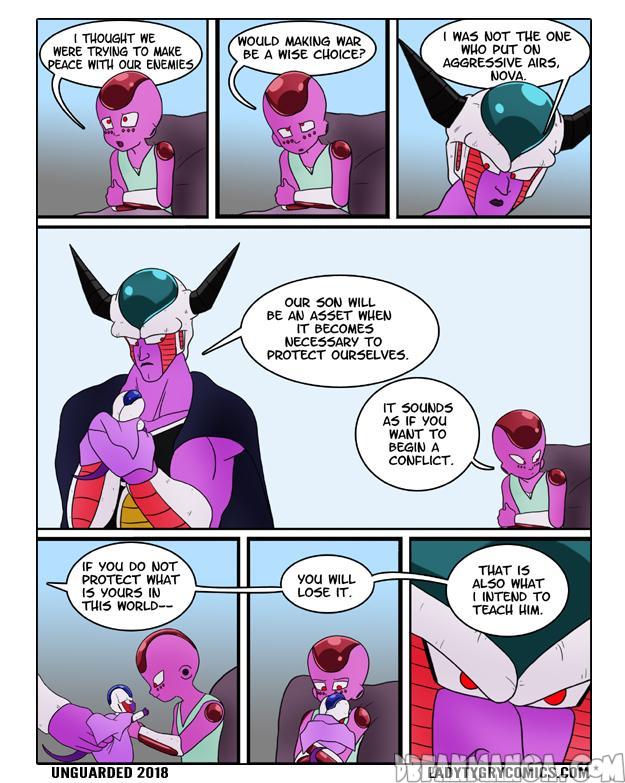 I THOUGHT WE
WERE TRYING TO MAKE
PEACE WITH OUR ENEMIES
WOULD MAKING WAR
BE A WISE CHOICE?
I WAS NOT THE ONE
WHO PUT ON
AGGRESSIVE AIRS,
NOVA.
OUR SON WILL
BE AN ASSET WHEN
IT BECOMES
NECESSARY TO
PROTECT OURSELVES.
IT SOUNDS
AS IF YOU
WANT TO
BEGIN A
CONFLICT.
IF YOU DO NOT
PROTECT WHAT
IS YOURS IN
THIS WORLD--
YOU WILL
LOSE IT.
THAT IS
ALSO WHAT
I INTEND TO
TEACH HIM.
UNGUARDED 2018
LADYTYGRYCOMICS.COM
DBFANMANGA.COM